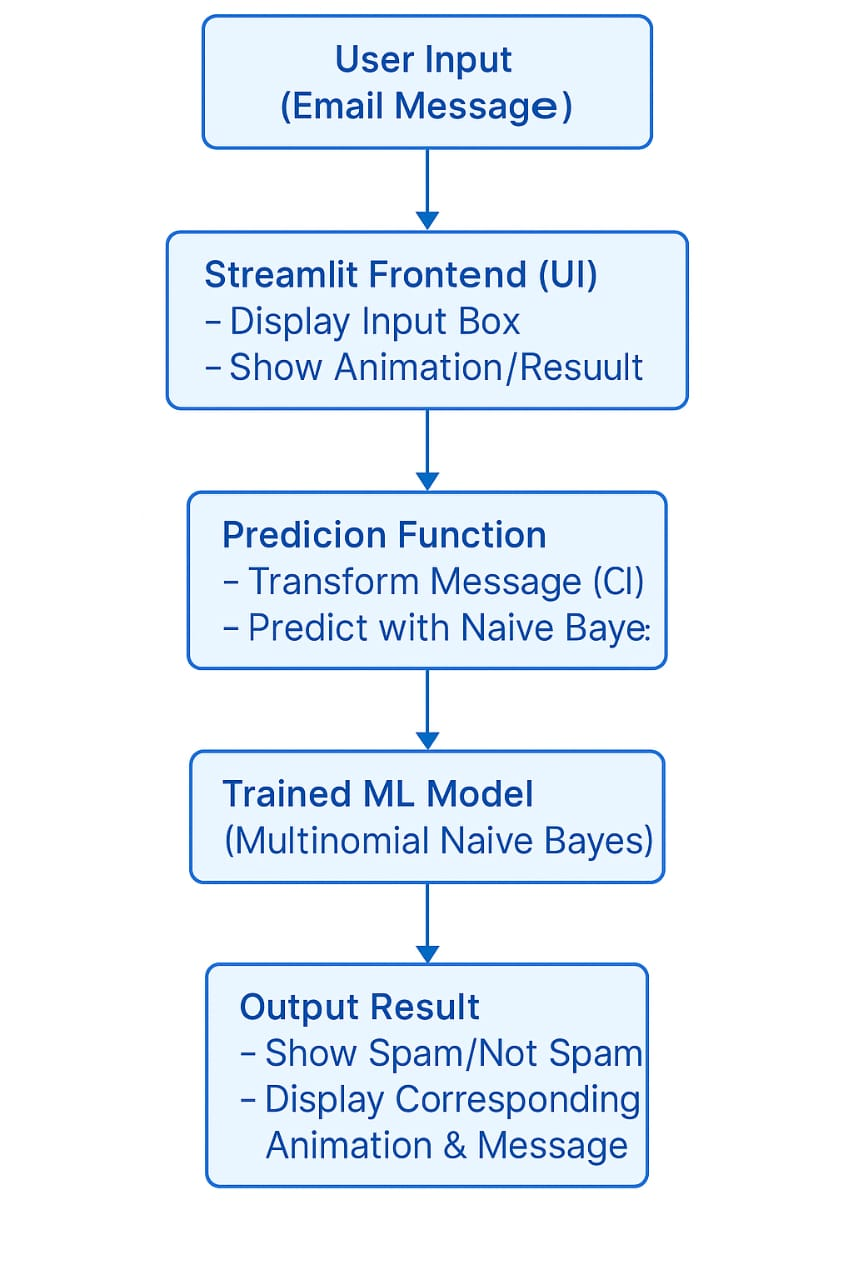 User Input
(Email Message)
Streamlit Frontend (UI)
– Display Input Box
– Show Animation/Resuult
Predicion Function
– Transform Message (CI)
– Predict with Naive Baye:
Trained ML Model
(Multinomial Naive Bayes)
Output Result
– Show Spam/Not Spam
– Display Corresponding
Animation & Message